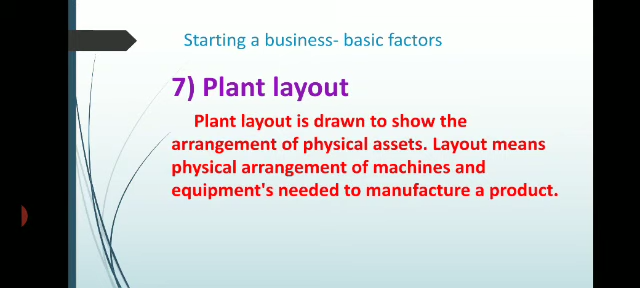 Starting a business- basic factors
7) Plant layout
Plant layout is drawn to show the
arrangement of physical assets. Layout means
physical arrangement of machines and
equipment's needed to manufacture a product.